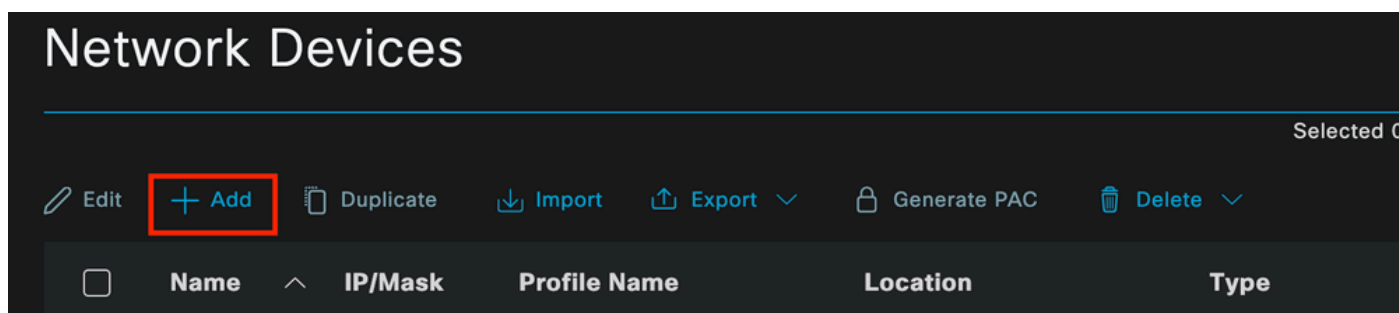 Network Devices
Selected 0
Edit Add Duplicate Import Export Generate PAC Delete
Name IP/Mask Profile Name Location Type